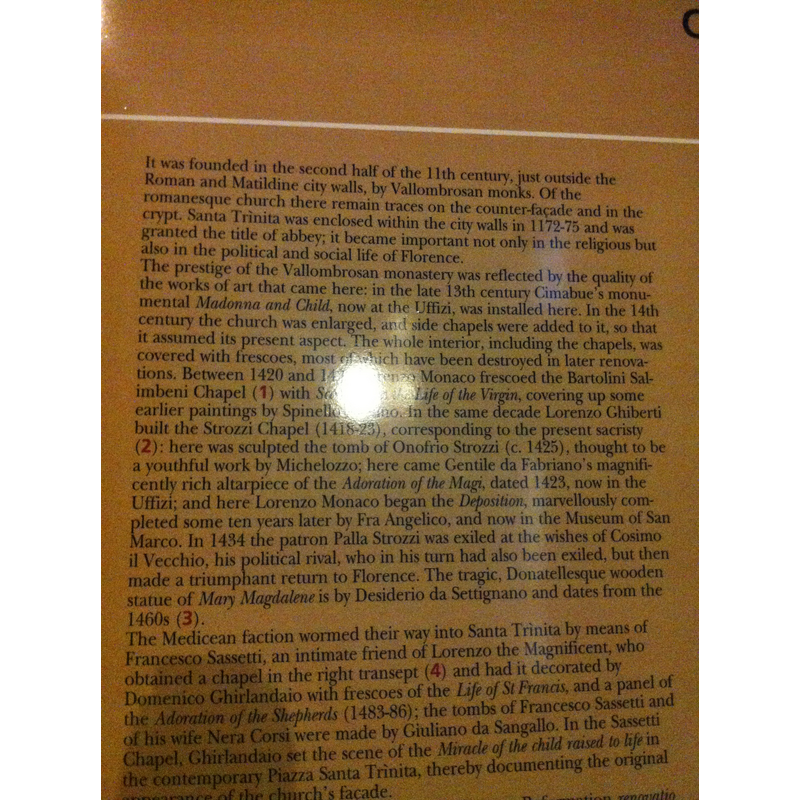 It was founded in the second half of the 11th century, just outside the
Roman and Matildine city walls, by Vallombrosan monks. Of the
romanesque church there remain traces on the counter-façade and in the
crypt. Santa Trìnita was enclosed within the city walls in 1172-75 and was
granted the title of abbey; it became important not only in the religious but
also in the political and social life of Florence.
The prestige of the Vallombrosan monastery was reflected by the quality of
the works of art that came here: in the late 13th century Cimabue's monu-
mental Madonna and Child, now at the Uffizi, was installed here. In the 14th
century the church was enlarged, and side chapels were added to it, so that
it assumed its present aspect. The whole interior, including the chapels, was
covered with frescoes, most of which have been destroyed in later renova-
tions. Between 1420 and Monaco frescoed the Bartolini Sal-
imbeni Chapel (1) with Life of the Virgin, covering up some
earlier paintings by Spinello In the same decade Lorenzo Ghiberti
built the Strozzi Chapel (1418-23), corresponding to the present sacristy
(2): here was sculpted the tomb of Onofrio Strozzi (c. 1425), thought to be
a youthful work by Michelozzo; here came Gentile da Fabriano's magnifi-
cently rich altarpiece of the Adoration of the Magi, dated 1423, now in the
Uffizi; and here Lorenzo Monaco began the Deposition, marvellously com-
pleted some ten years later by Fra Angelico, and now in the Museum of San
Marco. In 1434 the patron Palla Strozzi was exiled at the wishes of Cosimo
il Vecchio, his political rival, who in his turn had also been exiled, but then
made a triumphant return to Florence. The tragic, Donatellesque wooden
statue of Mary Magdalene is by Desiderio da Settignano and dates from the
1460s (3).
The Medicean faction wormed their way into Santa Trìnita by means of
Francesco Sassetti, an intimate friend of Lorenzo the Magnificent, who
obtained a chapel in the right transept (4) and had it decorated by
Domenico Ghirlandaio with frescoes of the Life of St Francis, and a panel of
the Adoration of the Shepherds (1483-86); the tombs of Francesco Sassetti and
of his wife Nera Corsi were made by Giuliano da Sangallo. In the Sassetti
Chapel, Ghirlandaio set the scene of the Miracle of the child raised to life in
the contemporary Piazza Santa Trìnita, thereby documenting the original
appearance of the church's façade.